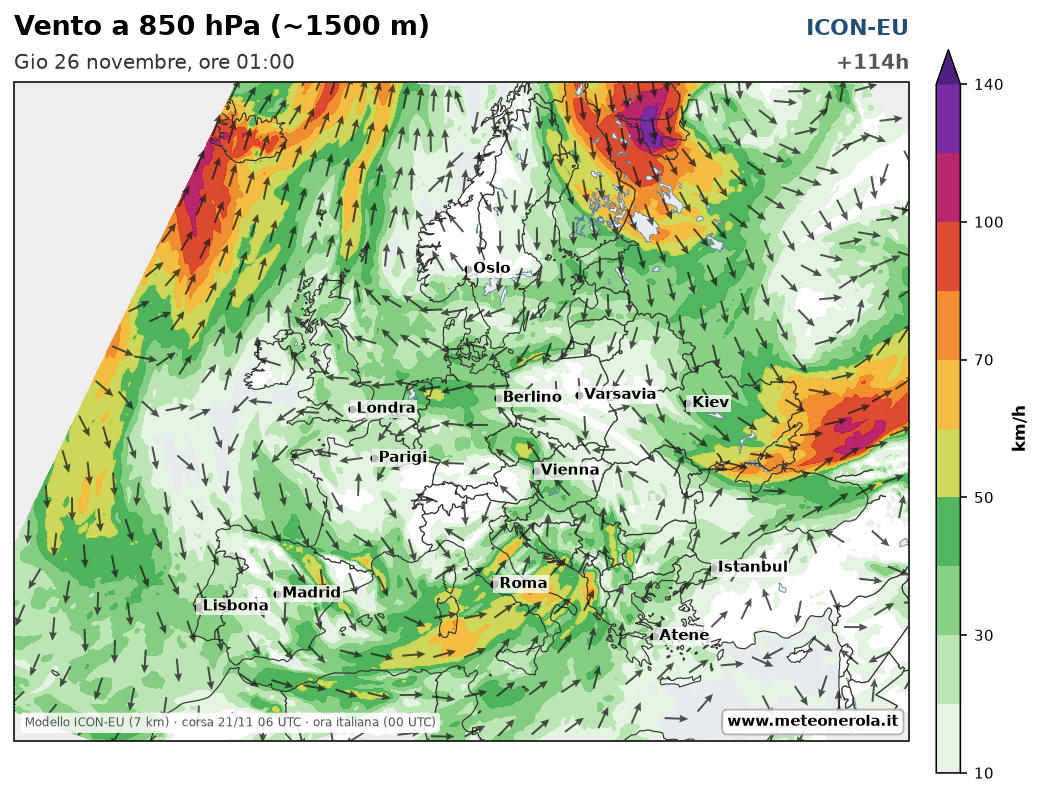 Vento a 850 hPa (~1500 m)
ICON-EU
Gio 26 novembre, ore 01:00
+114h
140
100
70
50
30
10
km/h
Oslo
Berlino
Varsavia
Kiev
Londra
Parigi
Vienna
Istanbul
Roma
Madrid
Lisbona
Atene
Modello ICON-EU (7 km) · corsa 21/11 06 UTC · ora italiana (00 UTC)
www.meteonerola.it